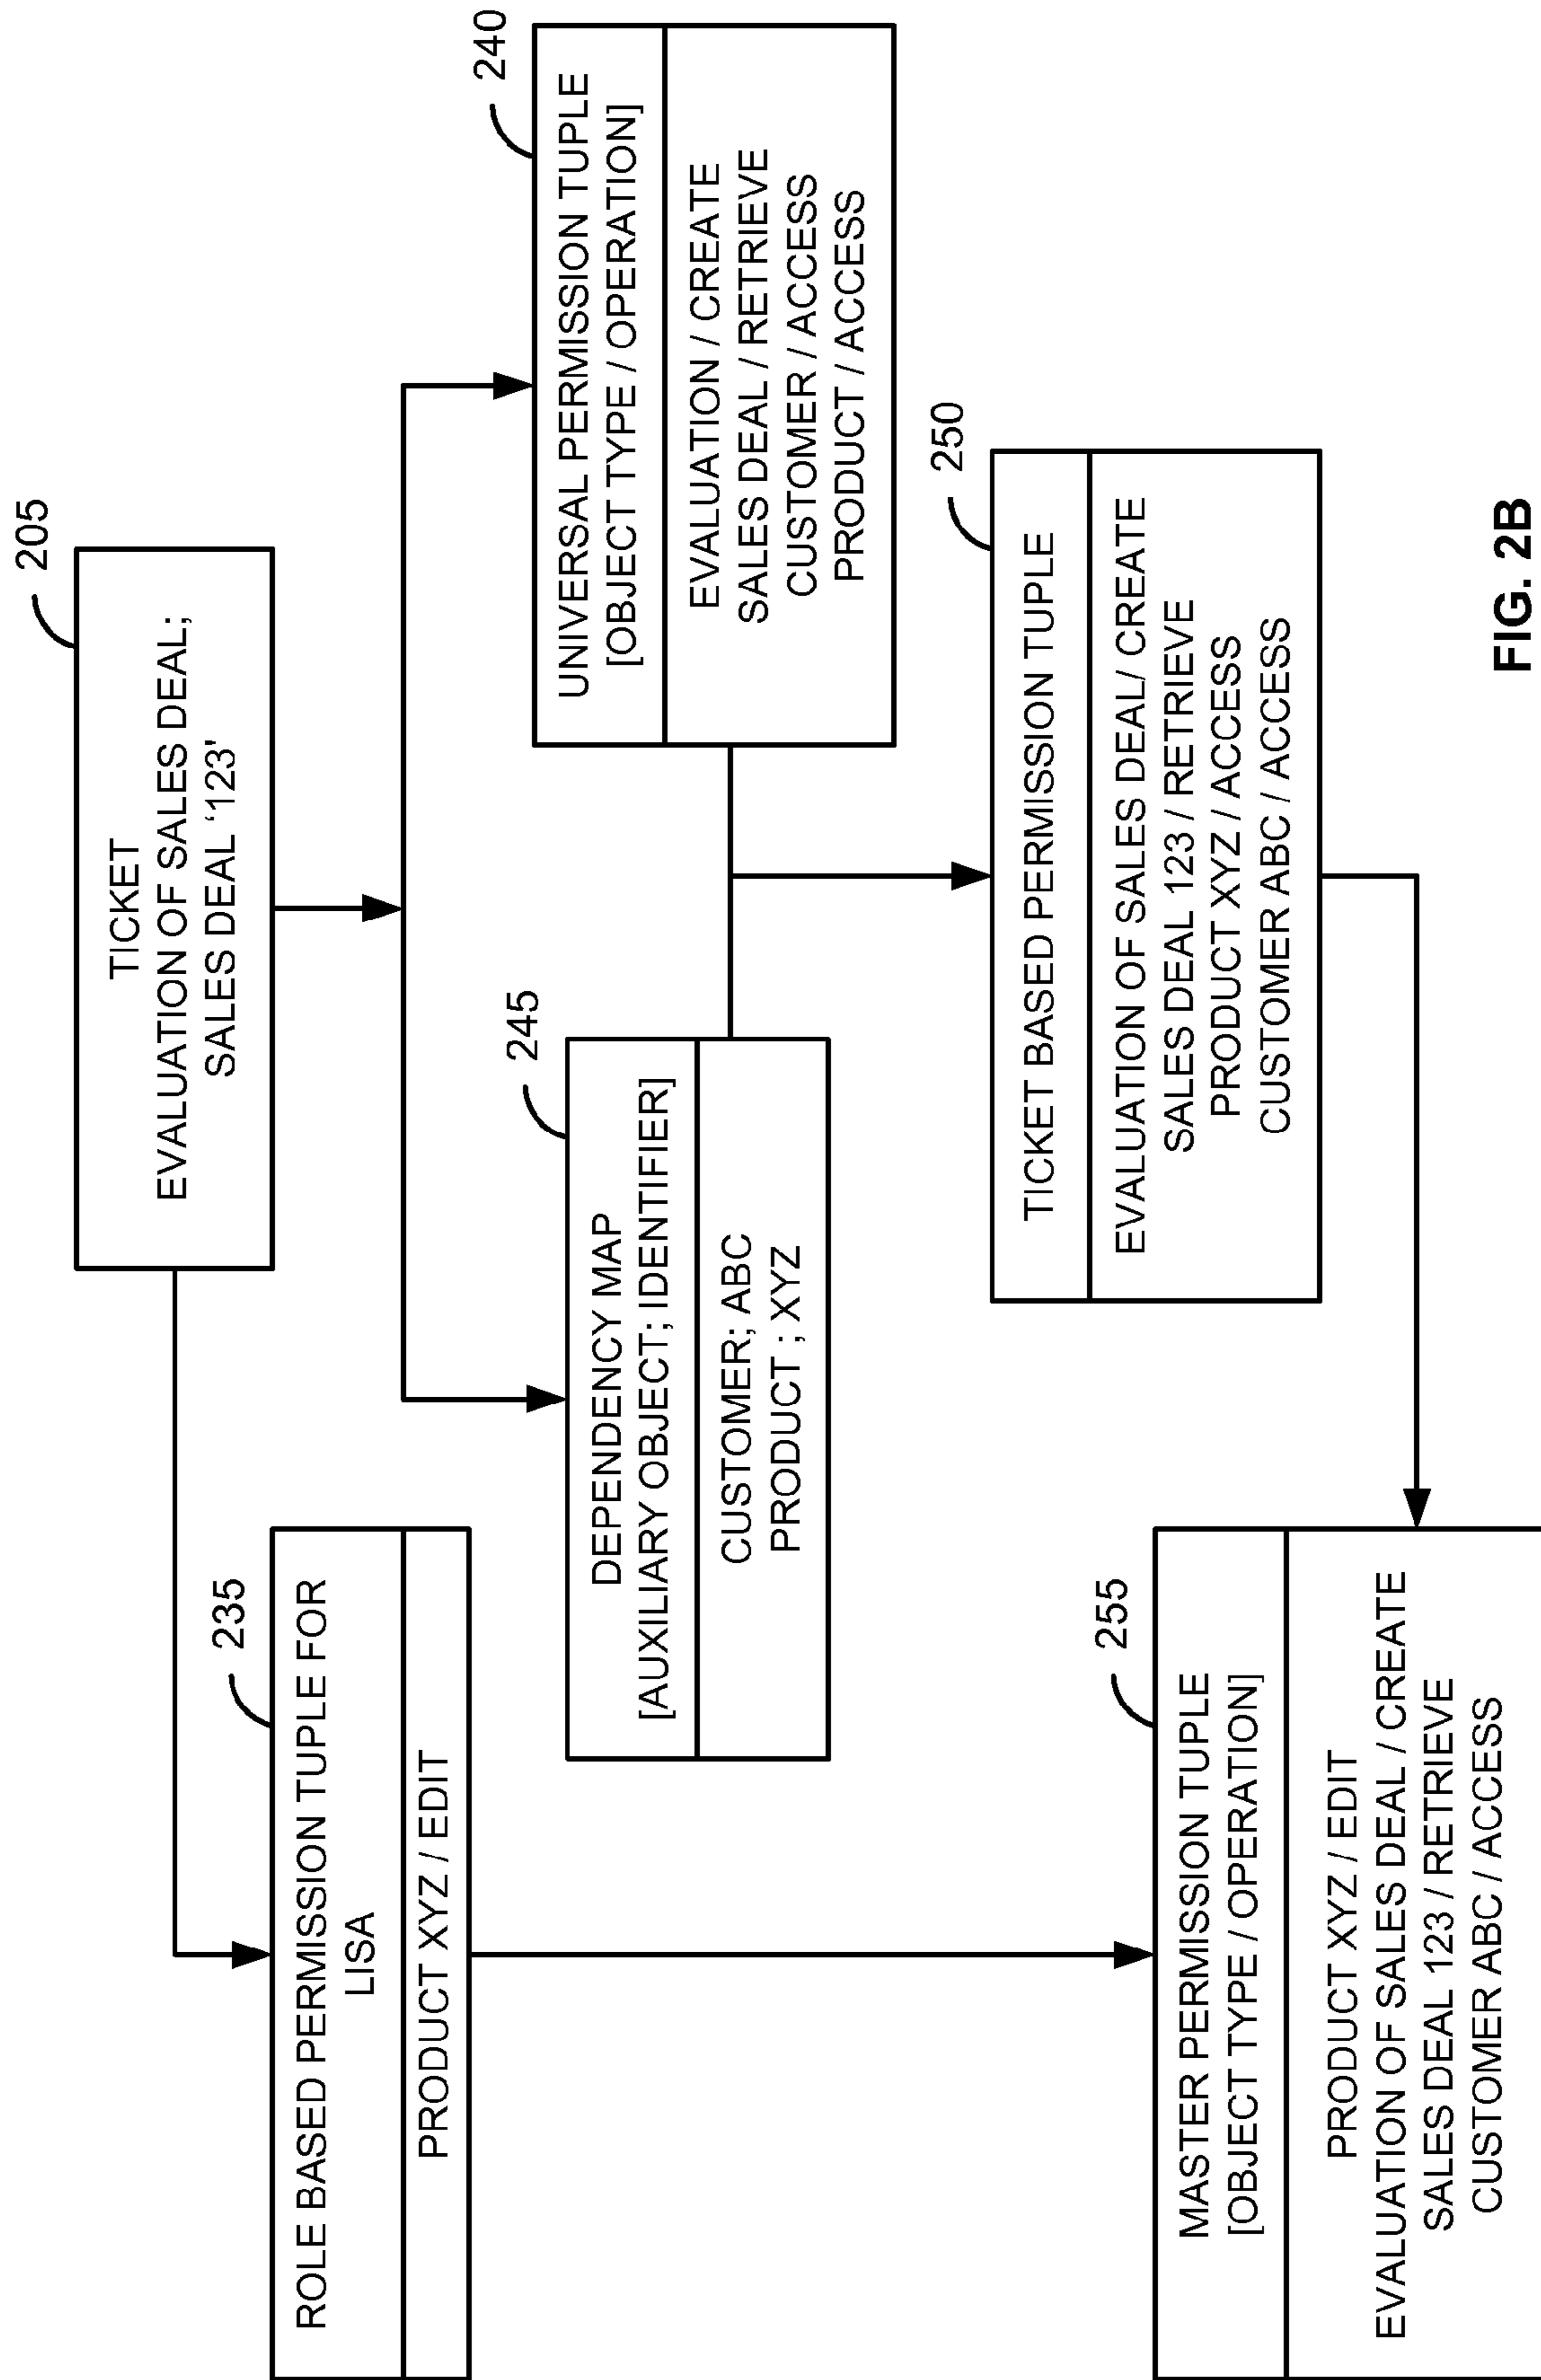 205
TICKET
EVALUATION OF SALES DEAL;
SALES DEAL ‘123'
235
ROLE BASED PERMISSION TUPLE FOR
LISA
PRODUCT XYZ / EDIT
245
DEPENDENCY MAP
[AUXILIARY OBJECT; IDENTIFIER]
CUSTOMER; ABC
PRODUCT ; XYZ
240
UNIVERSAL PERMISSION TUPLE
[OBJECT TYPE / OPERATION]
EVALUATION / CREATE
SALES DEAL / RETRIEVE
CUSTOMER / ACCESS
PRODUCT / ACCESS
250
TICKET BASED PERMISSION TUPLE
EVALUATION OF SALES DEAL/ CREATE
SALES DEAL 123 / RETRIEVE
PRODUCT XYZ / ACCESS
CUSTOMER ABC / ACCESS
255
MASTER PERMISSION TUPLE
[OBJECT TYPE / OPERATION]
PRODUCT XYZ / EDIT
EVALUATION OF SALES DEAL / CREATE
SALES DEAL 123 / RETRIEVE
CUSTOMER ABC / ACCESS
FIG. 2B